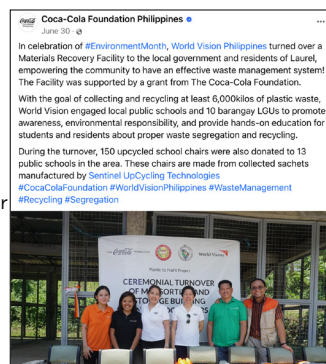 Coca-Cola Foundation Philippines
June 30
In celebration of #EnvironmentMonth, World Vision Philippines turned over a
Materials Recovery Facility to the local government and residents of Laurel,
empowering the community to have an effective waste management system!
The Facility was supported by a grant from The Coca-Cola Foundation.
With the goal of collecting and recycling at least 6,000kilos of plastic waste,
World Vision engaged local public schools and 10 barangay LGUs to promote
awareness, environmental responsibility, and provide hands-on education for
students and residents about proper waste segregation and recycling.
During the turnover, 150 upcycled school chairs were also donated to 13
public schools in the area. These chairs are made from collected sachets
manufactured by Sentinel UpCycling Technologies
#CocaColaFoundation #WorldVisionPhilippines #WasteManagement
#Recycling #Segregation
r
World Vision
CEREMONIAL TURNOVER